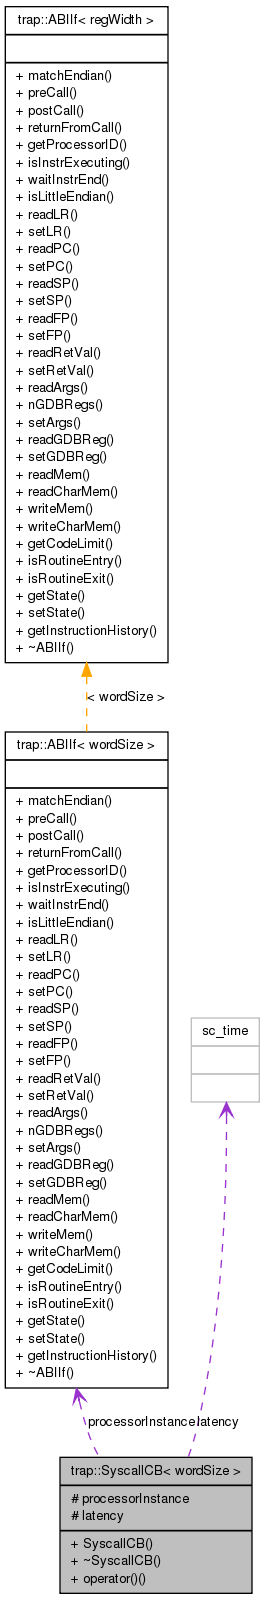 trap::ABIIf< regWidth >
+ matchEndian()
+ preCall()
+ postCall()
+ returnFromCall()
+ getProcessorID()
+ isInstrExecuting()
+ waitInstrEnd()
+ isLittleEndian()
+ readLR()
+ setLR()
+ readPC()
+ setPC()
+ readSP()
+ setSP()
+ readFP()
+ setFP()
+ readRetVal()
+ setRetVal()
+ readArgs()
+ nGDBRegs()
+ setArgs()
+ readGDBReg()
+ setGDBReg()
+ readMem()
+ readCharMem()
+ writeMem()
+ writeCharMem()
+ getCodeLimit()
+ isRoutineEntry()
+ isRoutineExit()
+ getState()
+ setState()
+ getInstructionHistory()
+ ~ABIIf()
< wordSize >
trap::ABIIf< wordSize >
+ matchEndian()
+ preCall()
+ postCall()
+ returnFromCall()
+ getProcessorID()
+ isInstrExecuting()
+ waitInstrEnd()
+ isLittleEndian()
+ readLR()
+ setLR()
+ readPC()
+ setPC()
+ readSP()
+ setSP()
+ readFP()
+ setFP()
+ readRetVal()
+ setRetVal()
+ readArgs()
+ nGDBRegs()
+ setArgs()
+ readGDBReg()
+ setGDBReg()
+ readMem()
+ readCharMem()
+ writeMem()
+ writeCharMem()
+ getCodeLimit()
+ isRoutineEntry()
+ isRoutineExit()
+ getState()
+ setState()
+ getInstructionHistory()
+ ~ABIIf()
sc_time
processorInstance
latency
trap::SyscallCB< wordSize >
# processorInstance
# latency
+ SyscallCB()
+ ~SyscallCB()
+ operator()()